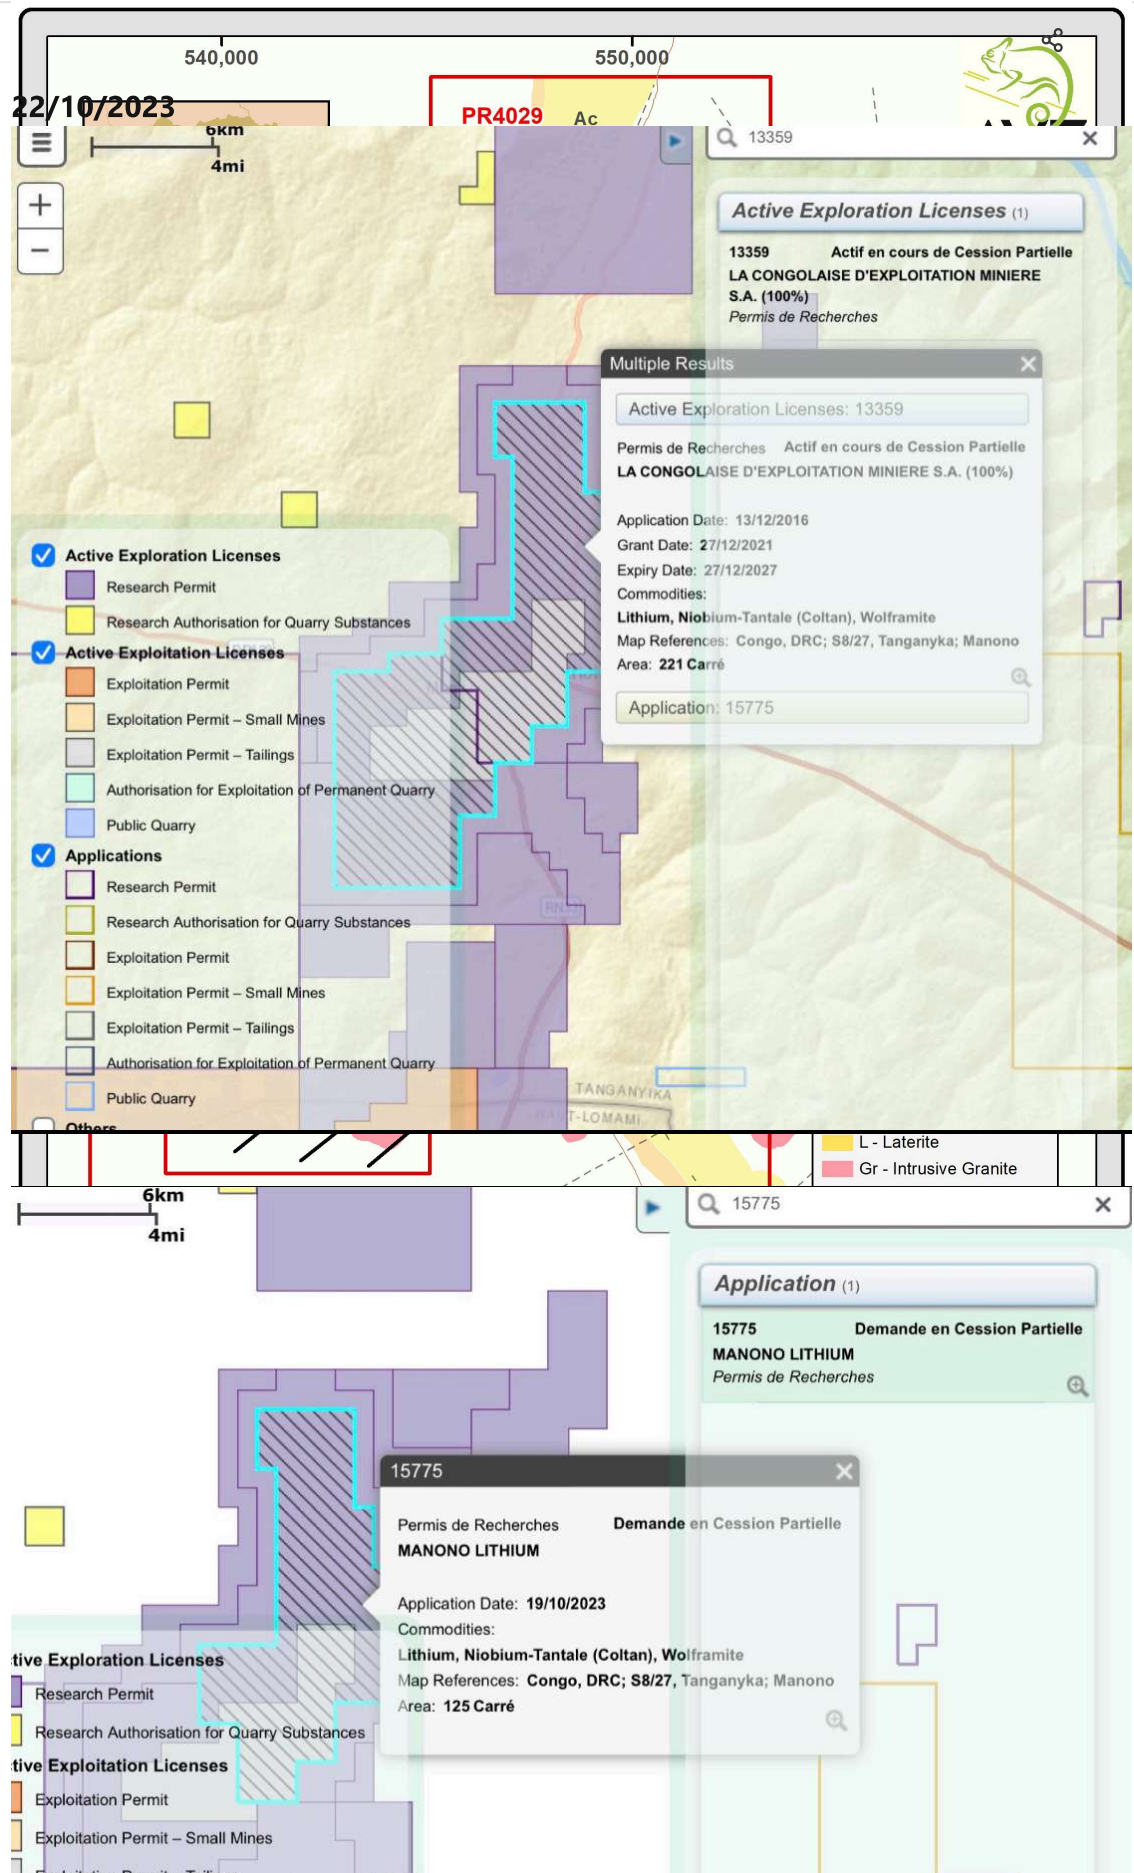 540,000
550,000
22/10/2023
PR4029
Ac
6km
4mi
13359
Active Exploration Licenses (1)
13359 Actif en cours de Cession Partielle
LA CONGOLAISE D'EXPLOITATION MINIERE
S.A. (100%)
Permis de Recherches
Multiple Results
Active Exploration Licenses: 13359
Permis de Recherches Actif en cours de Cession Partielle
LA CONGOLAISE D'EXPLOITATION MINIERE S.A. (100%)
Application Date: 13/12/2016
Grant Date: 27/12/2021
Expiry Date: 27/12/2027
Commodities:
Lithium, Niobium-Tantale (Coltan), Wolframite
Map References: Congo, DRC; S8/27, Tanganyka; Manono
Area: 221 Carré
Application: 15775
Active Exploration Licenses
Research Permit
Research Authorisation for Quarry Substances
Active Exploitation Licenses
Exploitation Permit
Exploitation Permit – Small Mines
Exploitation Permit – Tailings
Authorisation for Exploitation of Permanent Quarry
Public Quarry
Applications
Research Permit
Research Authorisation for Quarry Substances
Exploitation Permit
Exploitation Permit – Small Mines
Exploitation Permit – Tailings
Authorisation for Exploitation of Permanent Quarry
Public Quarry
Others
RN33
TANGANYIKA
HAUT-LOMAMI
L - Laterite
Gr - Intrusive Granite
6km
4mi
15775
Application (1)
15775 Demande en Cession Partielle
MANONO LITHIUM
Permis de Recherches
15775
Permis de Recherches Demande en Cession Partielle
MANONO LITHIUM
Application Date: 19/10/2023
Commodities:
Lithium, Niobium-Tantale (Coltan), Wolframite
Map References: Congo, DRC; S8/27, Tanganyka; Manono
Area: 125 Carré
tive Exploration Licenses
Research Permit
Research Authorisation for Quarry Substances
tive Exploitation Licenses
Exploitation Permit
Exploitation Permit – Small Mines